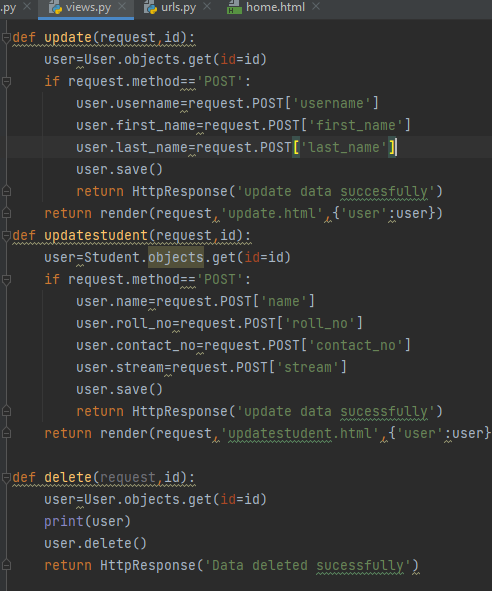 .py
views.py
urls.py
home.html
def update(request,id):
    user=User.objects.get(id=id)
    if request.method=='POST':
        user.username=request.POST['username']
        user.first_name=request.POST['first_name']
        user.last_name=request.POST['last_name']
        user.save()
        return HttpResponse('update data succesfully')
    return render(request,'update.html',{'user':user})
def updatestudent(request,id):
    user=Student.objects.get(id=id)
    if request.method=='POST':
        user.name=request.POST['name']
        user.roll_no=request.POST['roll_no']
        user.contact_no=request.POST['contact_no']
        user.stream=request.POST['stream']
        user.save()
        return HttpResponse('update data sucessfully')
    return render(request,'updatestudent.html',{'user':user}
def delete(request,id):
    user=User.objects.get(id=id)
    print(user)
    user.delete()
    return HttpResponse('Data deleted sucessfully')